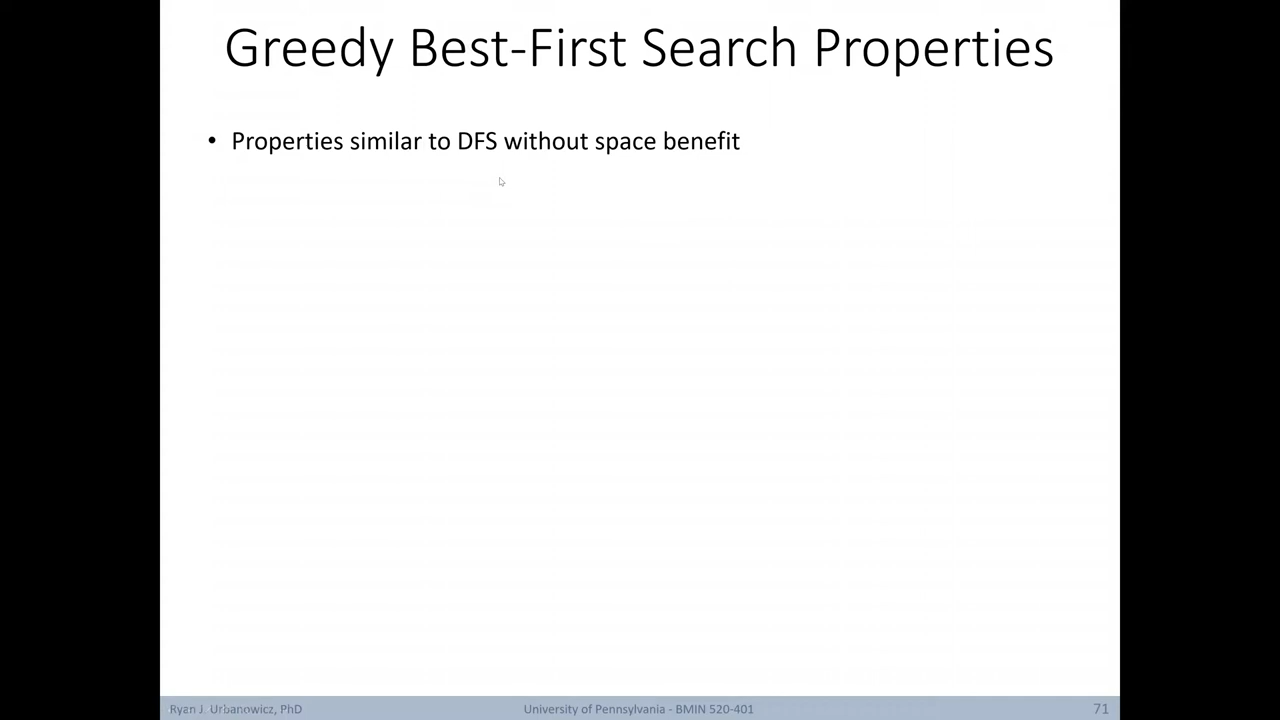 Greedy Best-First Search Properties
• Properties similar to DFS without space benefit
Ryan J. Urbanowicz, PhD
University of Pennsylvania - BMIN 520-401
71